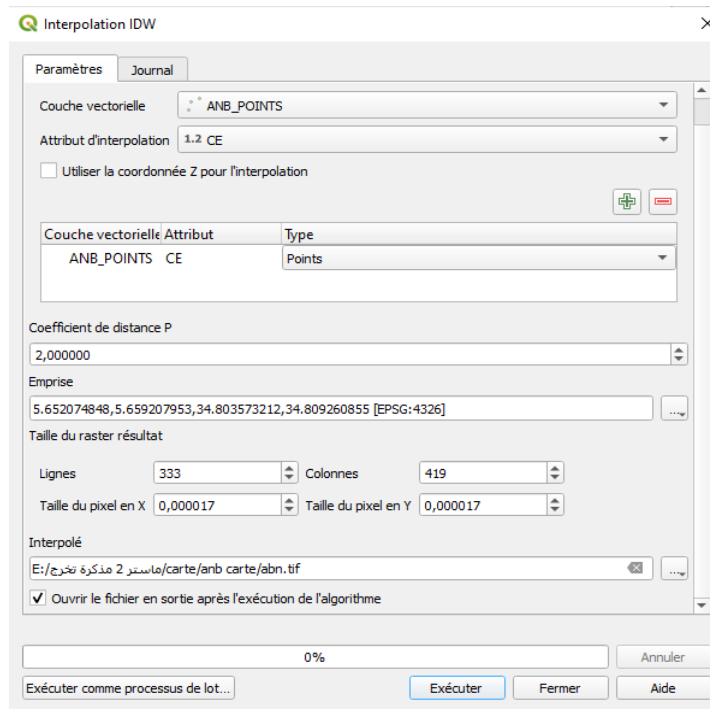 Interpolation IDW
Paramètres Journal
Couche vectorielle ANB_POINTS
Attribut d'interpolation 1.2 CE
Utiliser la coordonnée Z pour l'interpolation
Couche vectorielle Attribut Type
ANB_POINTS CE Points
Coefficient de distance P
2,000000
Emprise
5.652074848,5.659207953,34.803573212,34.809260855 [EPSG:4326]
Taille du raster résultat
Lignes 333 Colonnes 419
Taille du pixel en X 0,000017 Taille du pixel en Y 0,000017
Interpolé
E:/ماستر 2 مذكرة تخرج/carte/anb carte/abn.tif
Ouvrir le fichier en sortie après l'exécution de l'algorithme
0% Annuler
Exécuter comme processus de lot... Exécuter Fermer Aide